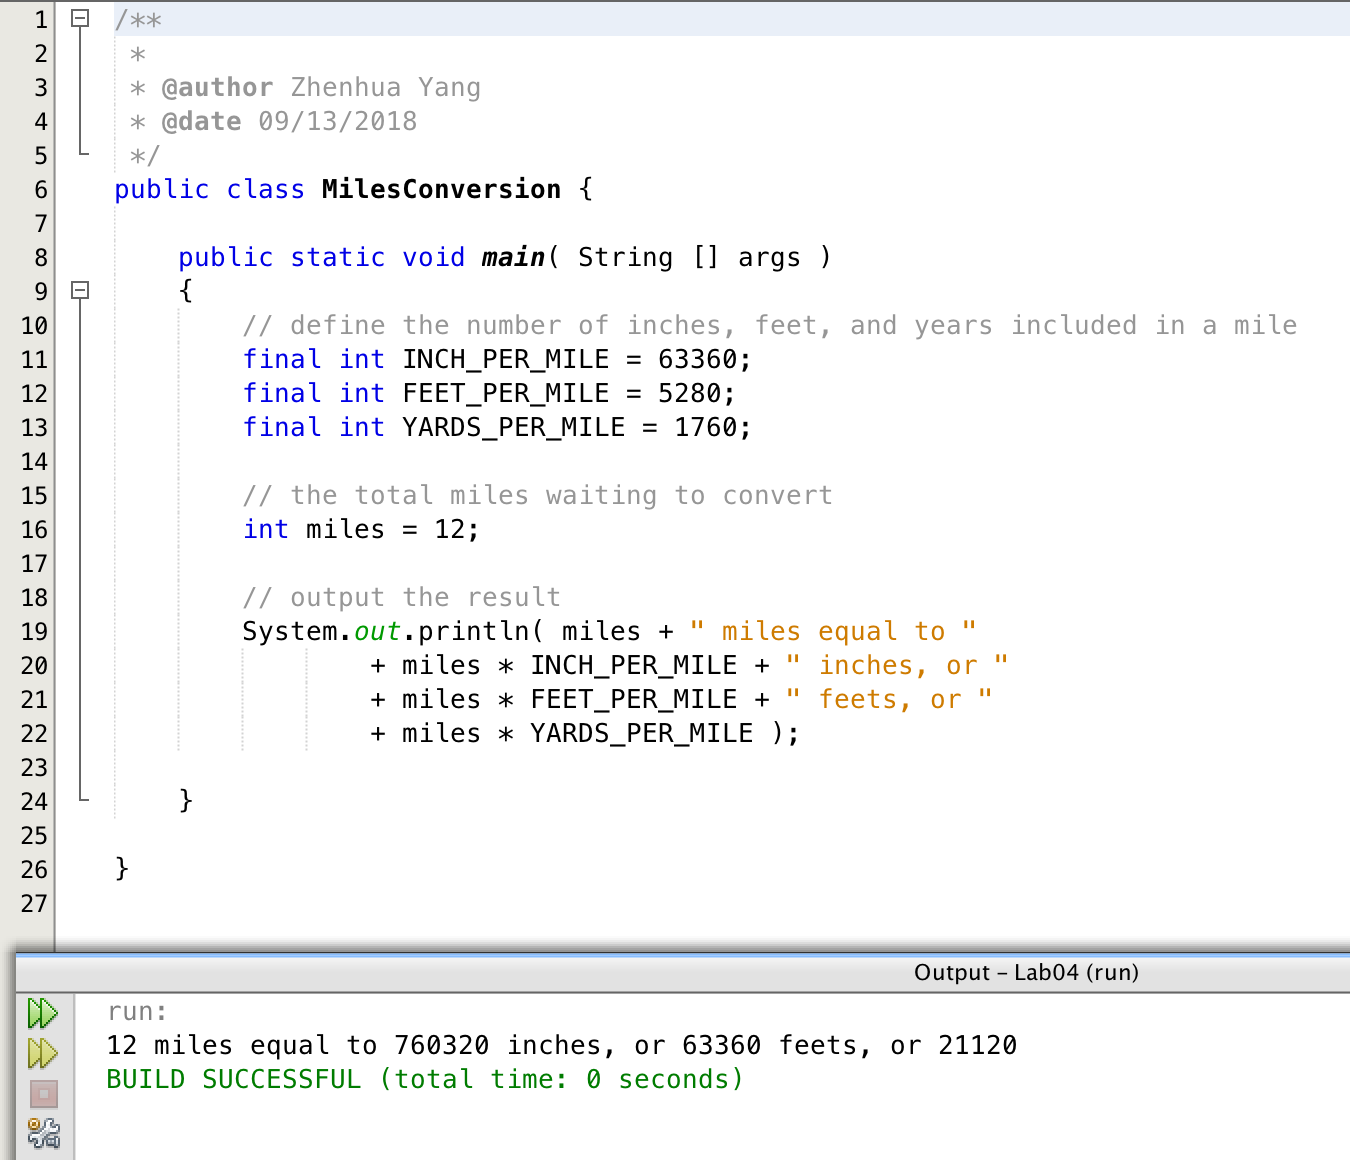 1 /**
2  *
3  * @author Zhenhua Yang
4  * @date 09/13/2018
5  */
6 public class MilesConversion {
7
8     public static void main( String [] args )
9     {
10         // define the number of inches, feet, and years included in a mile
11         final int INCH_PER_MILE = 63360;
12         final int FEET_PER_MILE = 5280;
13         final int YARDS_PER_MILE = 1760;
14
15         // the total miles waiting to convert
16         int miles = 12;
17
18         // output the result
19         System.out.println( miles + " miles equal to "
20                 + miles * INCH_PER_MILE + " inches, or "
21                 + miles * FEET_PER_MILE + " feets, or "
22                 + miles * YARDS_PER_MILE );
23
24     }
25
26 }
27
Output – Lab04 (run)
run:
12 miles equal to 760320 inches, or 63360 feets, or 21120
BUILD SUCCESSFUL (total time: 0 seconds)